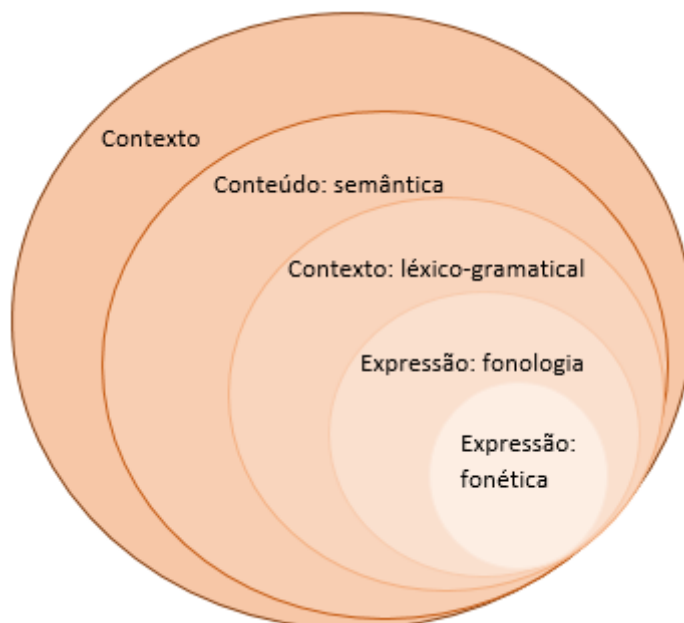 Contexto
Conteúdo: semântica
Contexto: léxico-gramatical
Expressão: fonologia
Expressão:
fonética